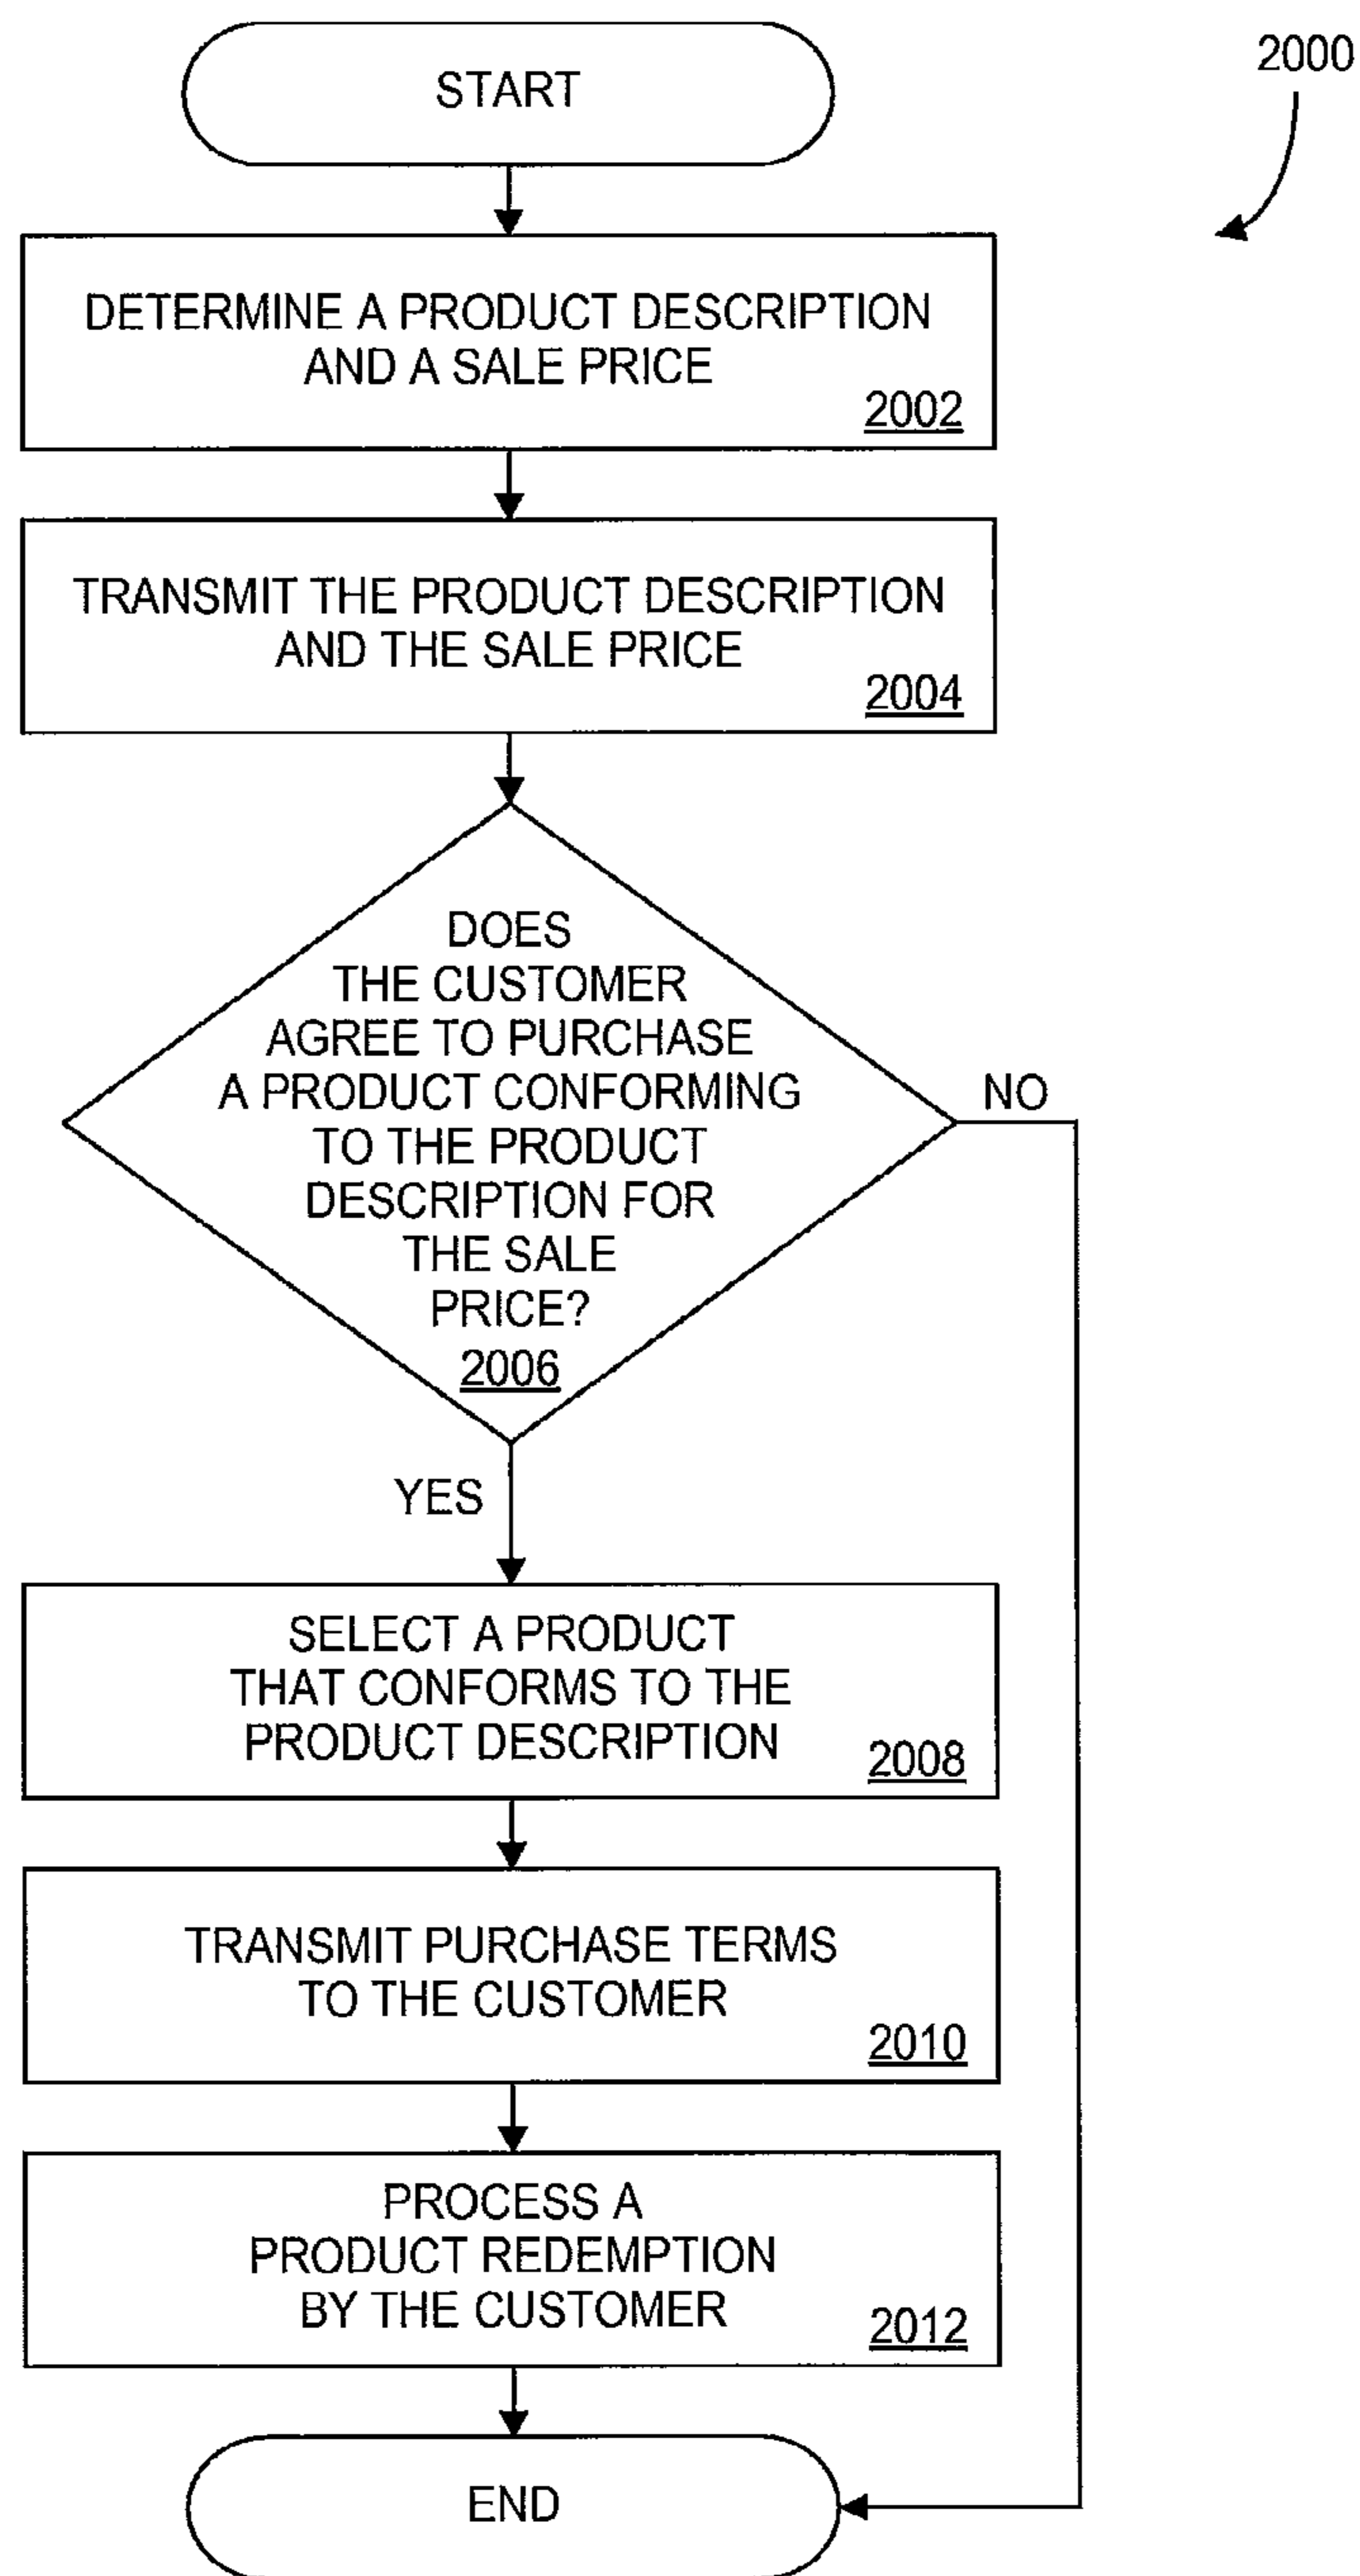 START
2000
DETERMINE A PRODUCT DESCRIPTION
AND A SALE PRICE
2002
TRANSMIT THE PRODUCT DESCRIPTION
AND THE SALE PRICE
2004
DOES
THE CUSTOMER
AGREE TO PURCHASE
A PRODUCT CONFORMING
TO THE PRODUCT
DESCRIPTION FOR
THE SALE
PRICE?
2006
NO
YES
SELECT A PRODUCT
THAT CONFORMS TO THE
PRODUCT DESCRIPTION
2008
TRANSMIT PURCHASE TERMS
TO THE CUSTOMER
2010
PROCESS A
PRODUCT REDEMPTION
BY THE CUSTOMER
2012
END